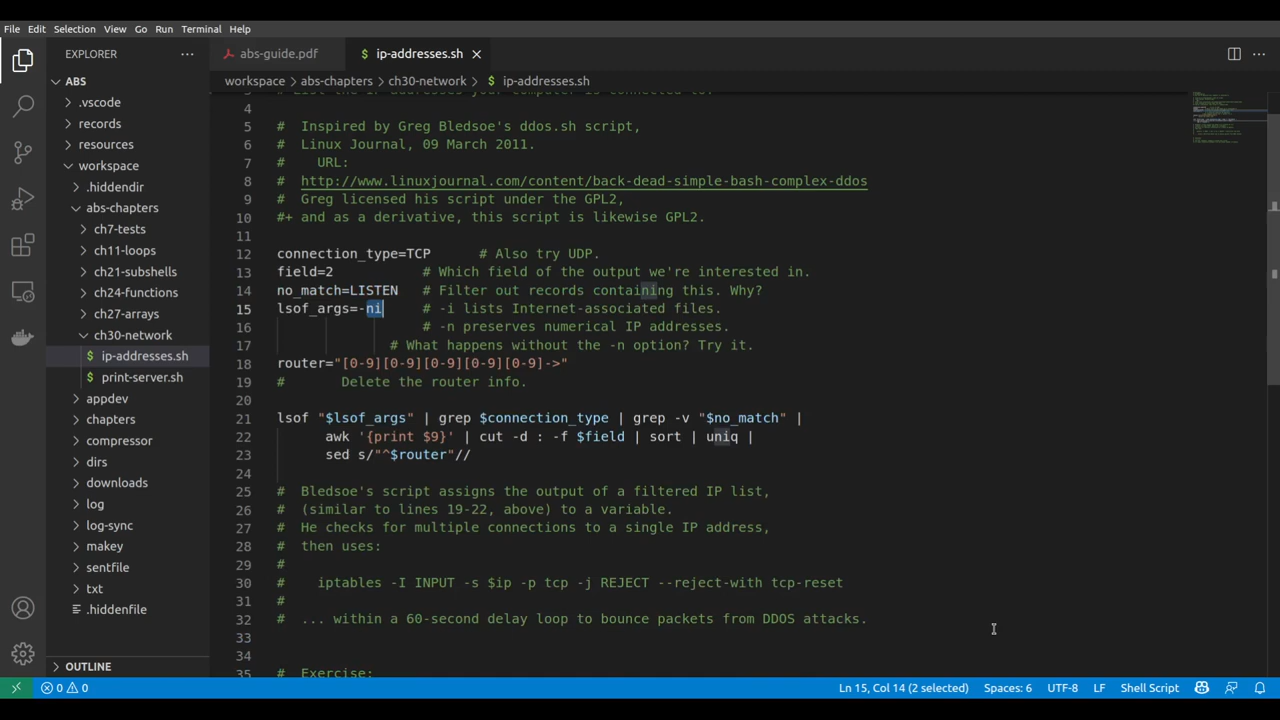 File Edit Selection View Go Run Terminal Help
EXPLORER
abs-guide.pdf
ip-addresses.sh
ABS
.vscode
records
resources
workspace
.hiddendir
abs-chapters
ch7-tests
ch11-loops
ch21-subshells
ch24-functions
ch27-arrays
ch30-network
ip-addresses.sh
print-server.sh
appdev
chapters
compressor
dirs
downloads
log
log-sync
makey
sentfile
txt
.hiddenfile
OUTLINE
workspace > abs-chapters > ch30-network > ip-addresses.sh
3 # List the IP addresses your computer is connected to.
4
5 #  Inspired by Greg Bledsoe's ddos.sh script,
6 #  Linux Journal, 09 March 2011.
7 #    URL:
8 #  http://www.linuxjournal.com/content/back-dead-simple-bash-complex-ddos
9 #  Greg licensed his script under the GPL2,
10 #+ and as a derivative, this script is likewise GPL2.
11
12 connection_type=TCP      # Also try UDP.
13 field=2           # Which field of the output we're interested in.
14 no_match=LISTEN   # Filter out records containing this. Why?
15 lsof_args=-ni     # -i lists Internet-associated files.
16                   # -n preserves numerical IP addresses.
17               # What happens without the -n option? Try it.
18 router="[0-9][0-9][0-9][0-9][0-9]->"
19 #       Delete the router info.
20
21 lsof "$lsof_args" | grep $connection_type | grep -v "$no_match" |
22       awk '{print $9}' | cut -d : -f $field | sort | uniq |
23       sed s/"^$router"//
24
25 #  Bledsoe's script assigns the output of a filtered IP list,
26 #  (similar to lines 19-22, above) to a variable.
27 #  He checks for multiple connections to a single IP address,
28 #  then uses:
29 #
30 #    iptables -I INPUT -s $ip -p tcp -j REJECT --reject-with tcp-reset
31 #
32 #  ... within a 60-second delay loop to bounce packets from DDOS attacks.
33
34
35 #  Exercise:
0 0 Ln 15, Col 14 (2 selected) Spaces: 6 UTF-8 LF Shell Script